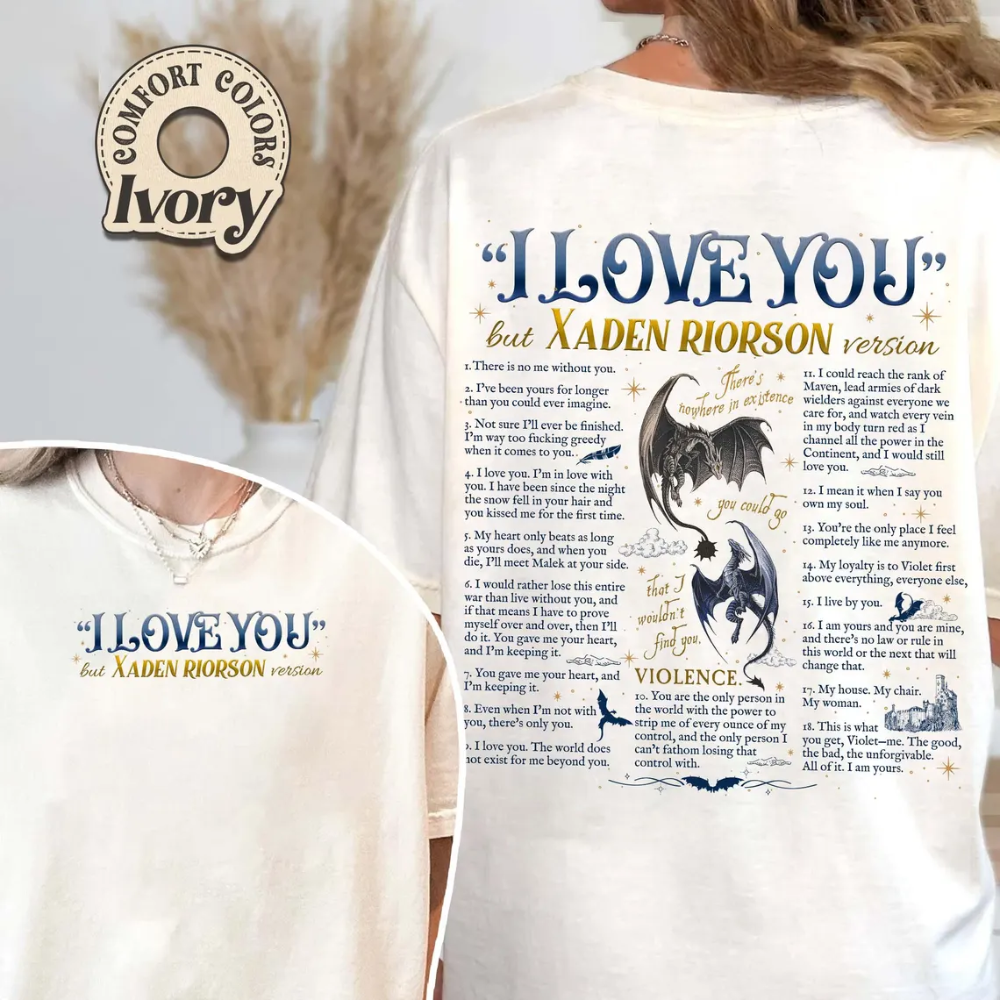 COMFORT COLORS
Ivory
"I LOVE YOU"
but XADEN RIORSON version
1. There is no me without you.
2. I've been yours for longer
than you could ever imagine.
3. Not sure I'll ever be finished.
I'm way too fucking greedy
when it comes to you.
4. I love you. I'm in love with
you. I have been since the night
the snow fell in your hair and
you kissed me for the first time.
5. My heart only beats as long
as yours does, and when you
die, I'll meet Malek at your side.
6. I would rather lose this entire
war than live without you, and
if that means I have to prove
myself over and over, then I'll
do it. You gave me your heart,
and I'm keeping it.
7. You gave me your heart, and
I'm keeping it.
8. Even when I'm not with
you, there's only you.
9. I love you. The world does
not exist for me beyond you.
There's
nowhere in existence
you could go
that I
wouldn't
find you.
VIOLENCE.
10. You are the only person in
the world with the power to
strip me of every ounce of my
control, and the only person I
can't fathom losing that
control with.
11. I could reach the rank of
Maven, lead armies of dark
wielders against everyone we
care for, and watch every vein
in my body turn red as I
channel all the power in the
Continent, and I would still
love you.
12. I mean it when I say you
own my soul.
13. You're the only place I feel
completely like me anymore.
14. My loyalty is to Violet first
above everything, everyone else,
15. I live by you.
16. I am yours and you are mine,
and there's no law or rule in
this world or the next that will
change that.
17. My house. My chair.
My woman.
18. This is what
you get, Violet—me. The good,
the bad, the unforgivable.
All of it. I am yours.
"I LOVE YOU"
but XADEN RIORSON version